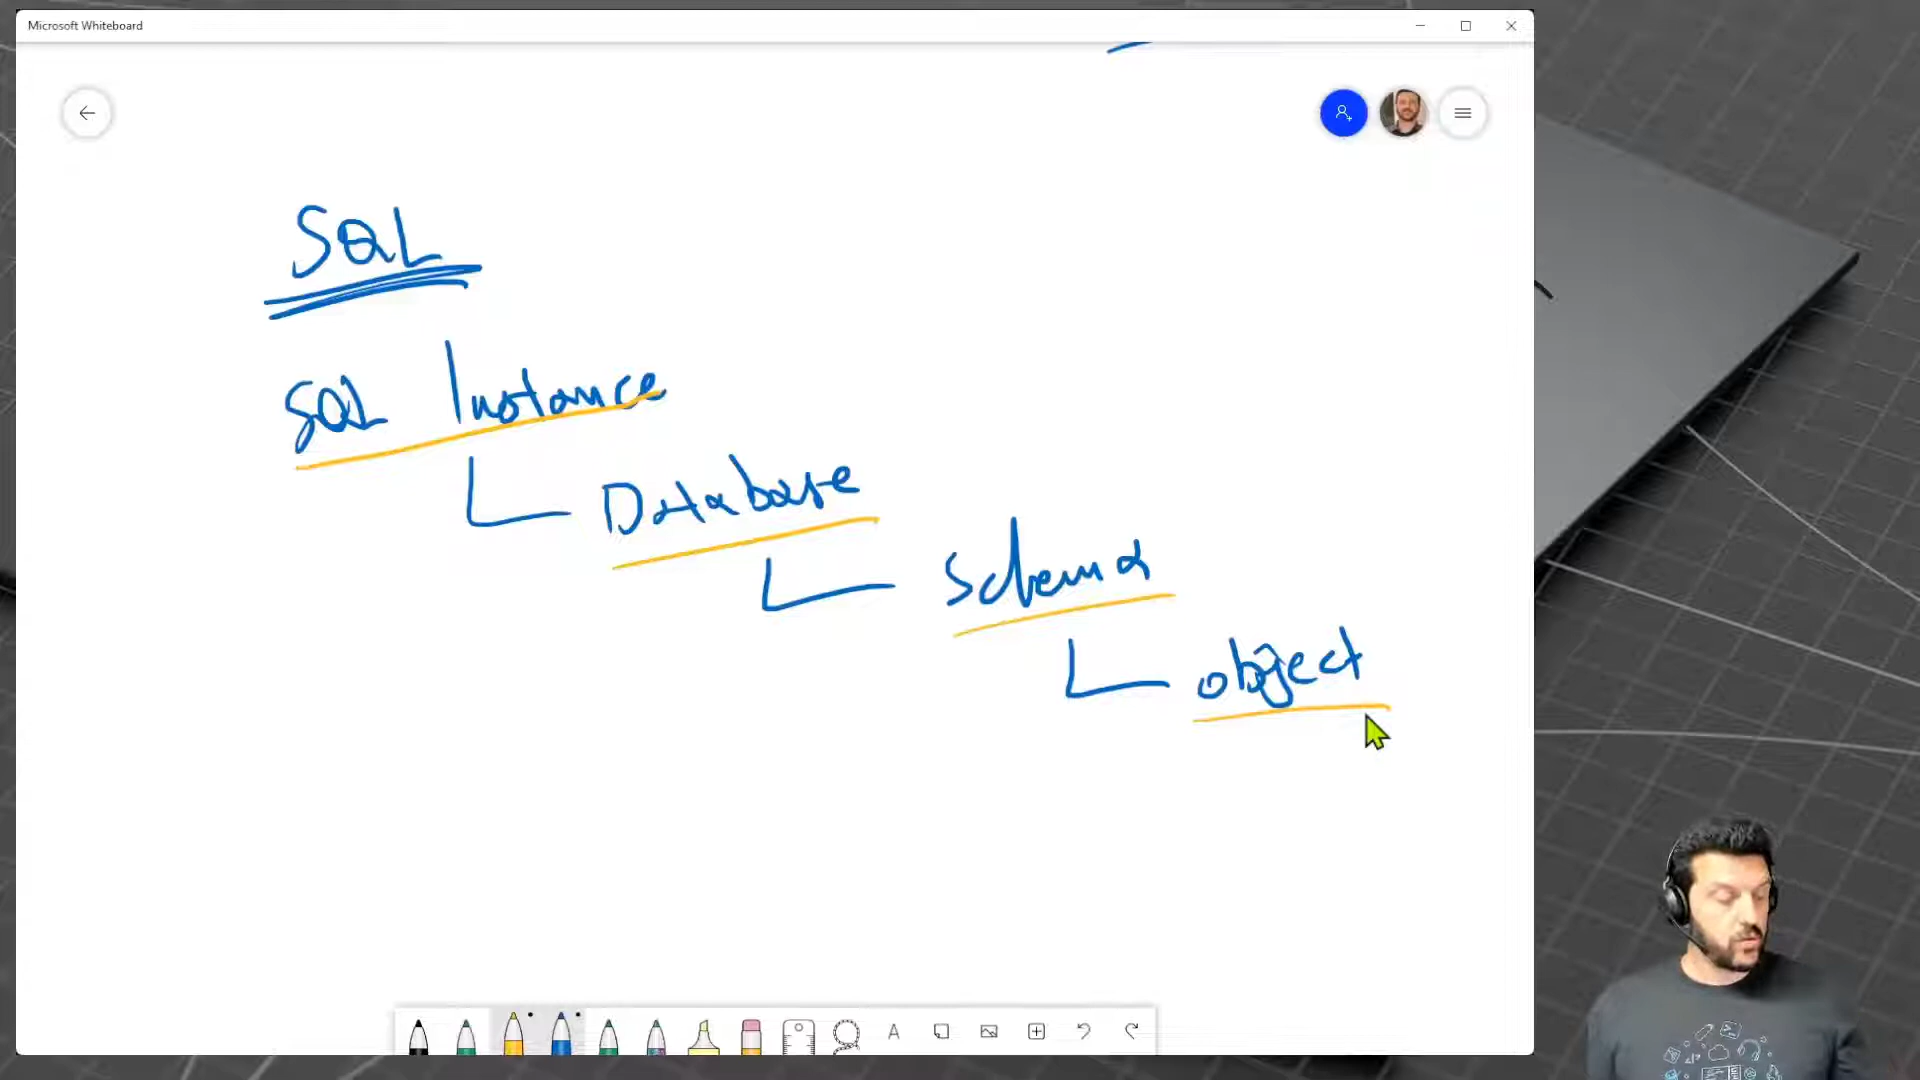 Microsoft Whiteboard
SQL
SQL Instance
Database
Schema
object
A